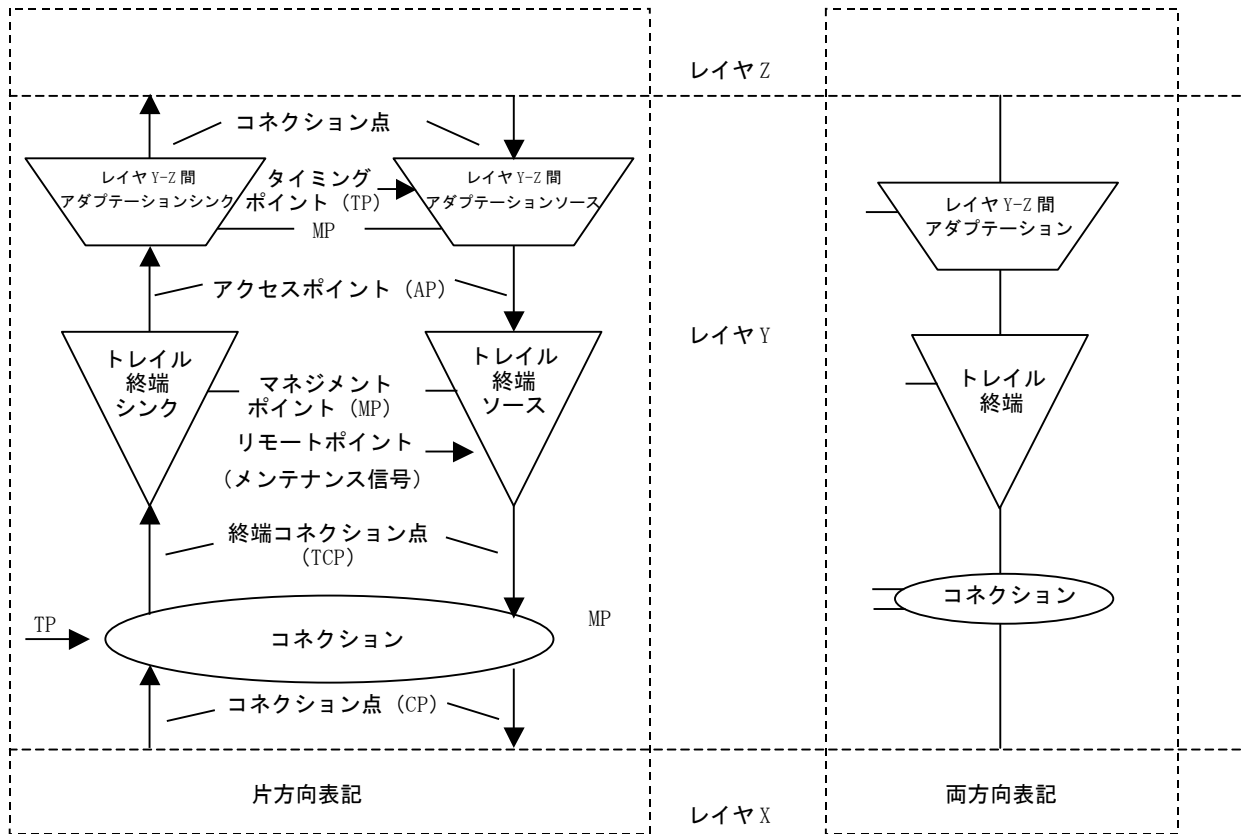 レイヤ Z
コネクション点
レイヤ Y-Z 間
アダプテーションシンク
タイミング
ポイント（TP）
MP
レイヤ Y-Z 間
アダプテーションソース
レイヤ Y-Z 間
アダプテーション
アクセスポイント（AP）
レイヤ Y
トレイル
終端
シンク
マネジメント
ポイント（MP）
リモートポイント
（メンテナンス信号）
トレイル
終端
ソース
トレイル
終端
終端コネクション点
（TCP）
TP
コネクション
MP
コネクション
コネクション点（CP）
片方向表記
レイヤ X
両方向表記